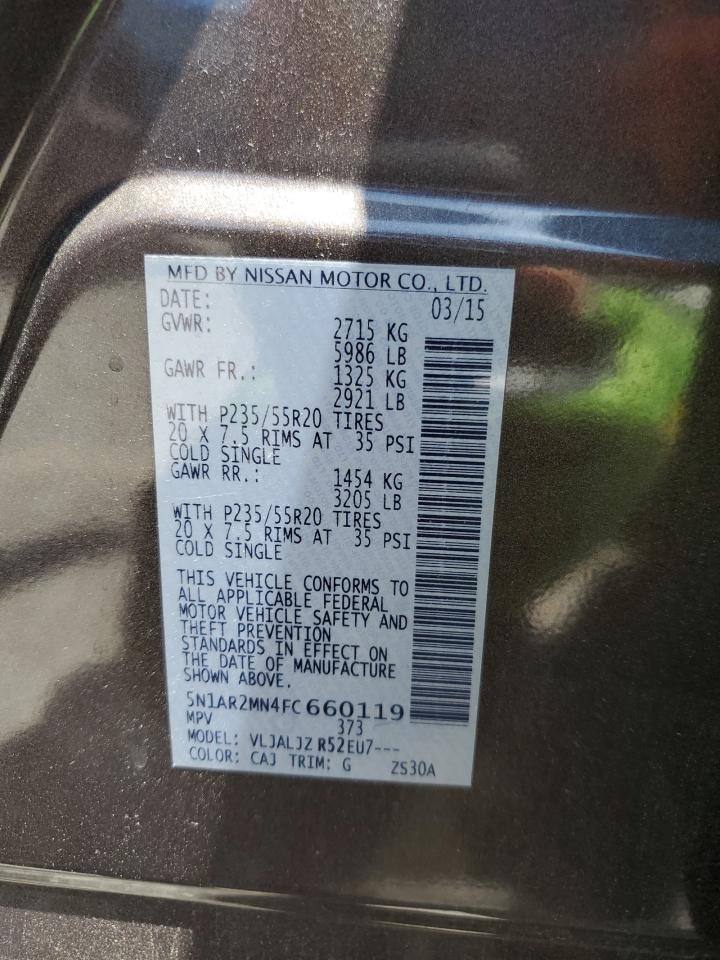 MFD BY NISSAN MOTOR CO., LTD.
DATE: 03/15
GVWR: 2715 KG
5986 LB
GAWR FR.: 1325 KG
2921 LB
WITH P235/55R20 TIRES
20 X 7.5 RIMS AT 35 PSI
COLD SINGLE
GAWR RR.: 1454 KG
3205 LB
WITH P235/55R20 TIRES
20 X 7.5 RIMS AT 35 PSI
COLD SINGLE
THIS VEHICLE CONFORMS TO
ALL APPLICABLE FEDERAL
MOTOR VEHICLE SAFETY AND
THEFT PREVENTION
STANDARDS IN EFFECT ON
THE DATE OF MANUFACTURE
SHOWN ABOVE.
5N1AR2MN4FC660119
MPV 373
MODEL: VLJALJZ R52EU7---
COLOR: CAJ TRIM: G ZS30A